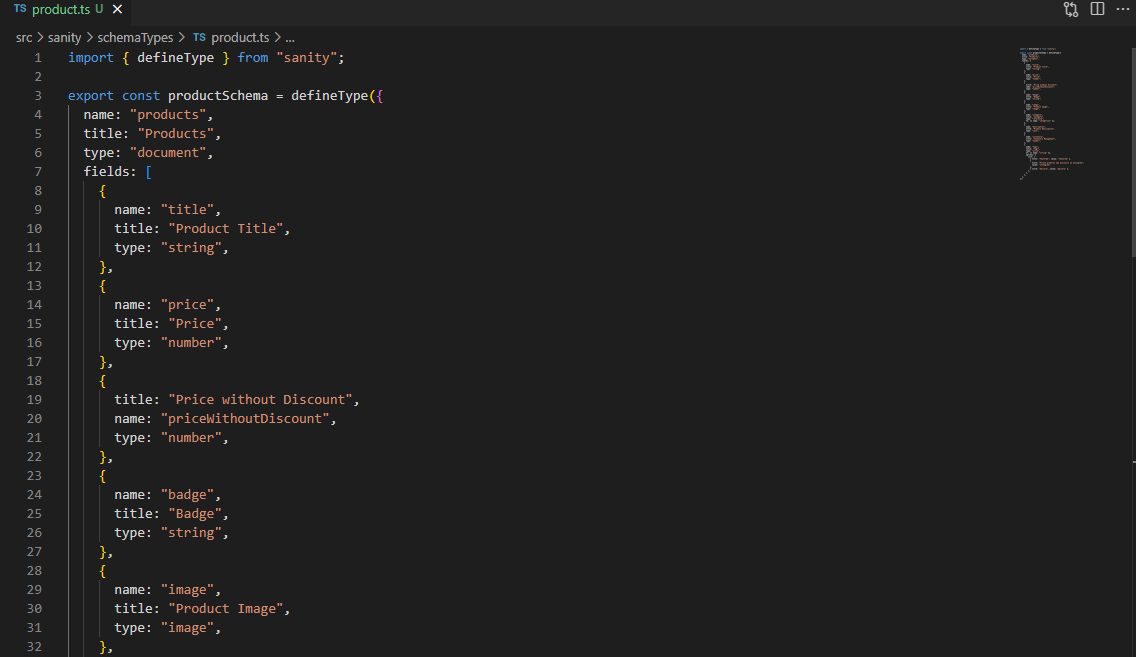 TS product.ts U
src > sanity > schemaTypes > TS product.ts > ...
1 import { defineType } from "sanity";
2
3 export const productSchema = defineType({
4 name: "products",
5 title: "Products",
6 type: "document",
7 fields: [
8 {
9 name: "title",
10 title: "Product Title",
11 type: "string",
12 },
13 {
14 name: "price",
15 title: "Price",
16 type: "number",
17 },
18 {
19 title: "Price without Discount",
20 name: "priceWithoutDiscount",
21 type: "number",
22 },
23 {
24 name: "badge",
25 title: "Badge",
26 type: "string",
27 },
28 {
29 name: "image",
30 title: "Product Image",
31 type: "image",
32 },